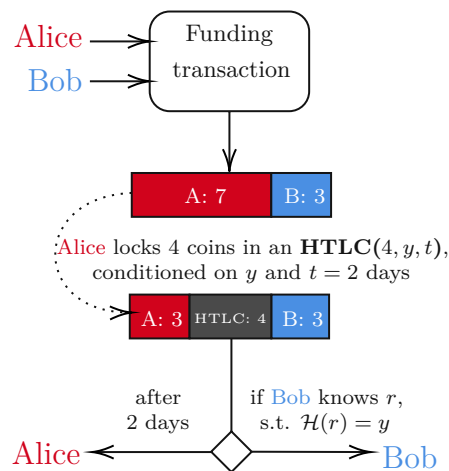 Alice
Bob
Funding
transaction
A: 7
B: 3
Alice locks 4 coins in an HTLC(4, y, t),
conditioned on y and t = 2 days
A: 3
HTLC: 4
B: 3
after
2 days
if Bob knows r,
s.t. ℋ(r) = y
Alice
Bob